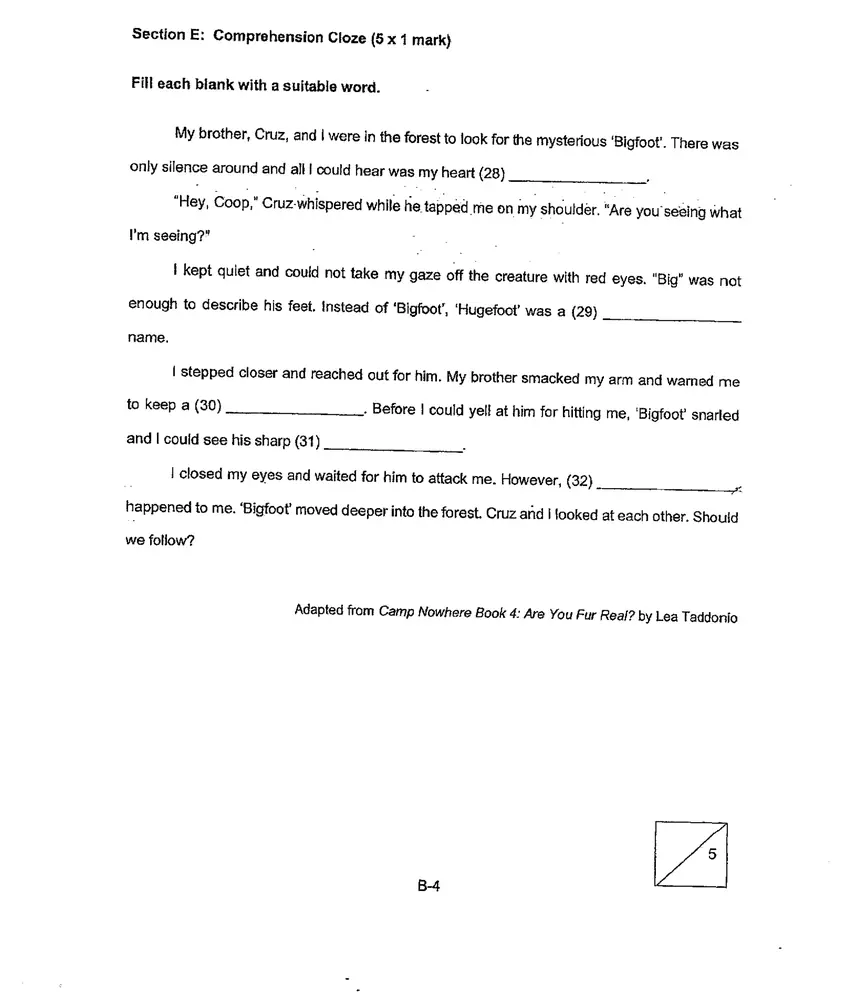 Section E: Comprehension Cloze (5 x 1 mark)
Fill each blank with a suitable word.
My brother, Cruz, and I were in the forest to look for the mysterious 'Bigfoot'. There was
only silence around and all I could hear was my heart (28) ____________________.
"Hey, Coop," Cruz whispered while he tapped me on my shoulder. "Are you seeing what
I'm seeing?"
I kept quiet and could not take my gaze off the creature with red eyes. "Big" was not
enough to describe his feet. Instead of 'Bigfoot', 'Hugefoot' was a (29) ____________________
name.
I stepped closer and reached out for him. My brother smacked my arm and warned me
to keep a (30) ____________________. Before I could yell at him for hitting me, 'Bigfoot' snarled
and I could see his sharp (31) ____________________.
I closed my eyes and waited for him to attack me. However, (32) ____________________
happened to me. 'Bigfoot' moved deeper into the forest. Cruz and I looked at each other. Should
we follow?
Adapted from Camp Nowhere Book 4: Are You Fur Real? by Lea Taddonio
5
B-4